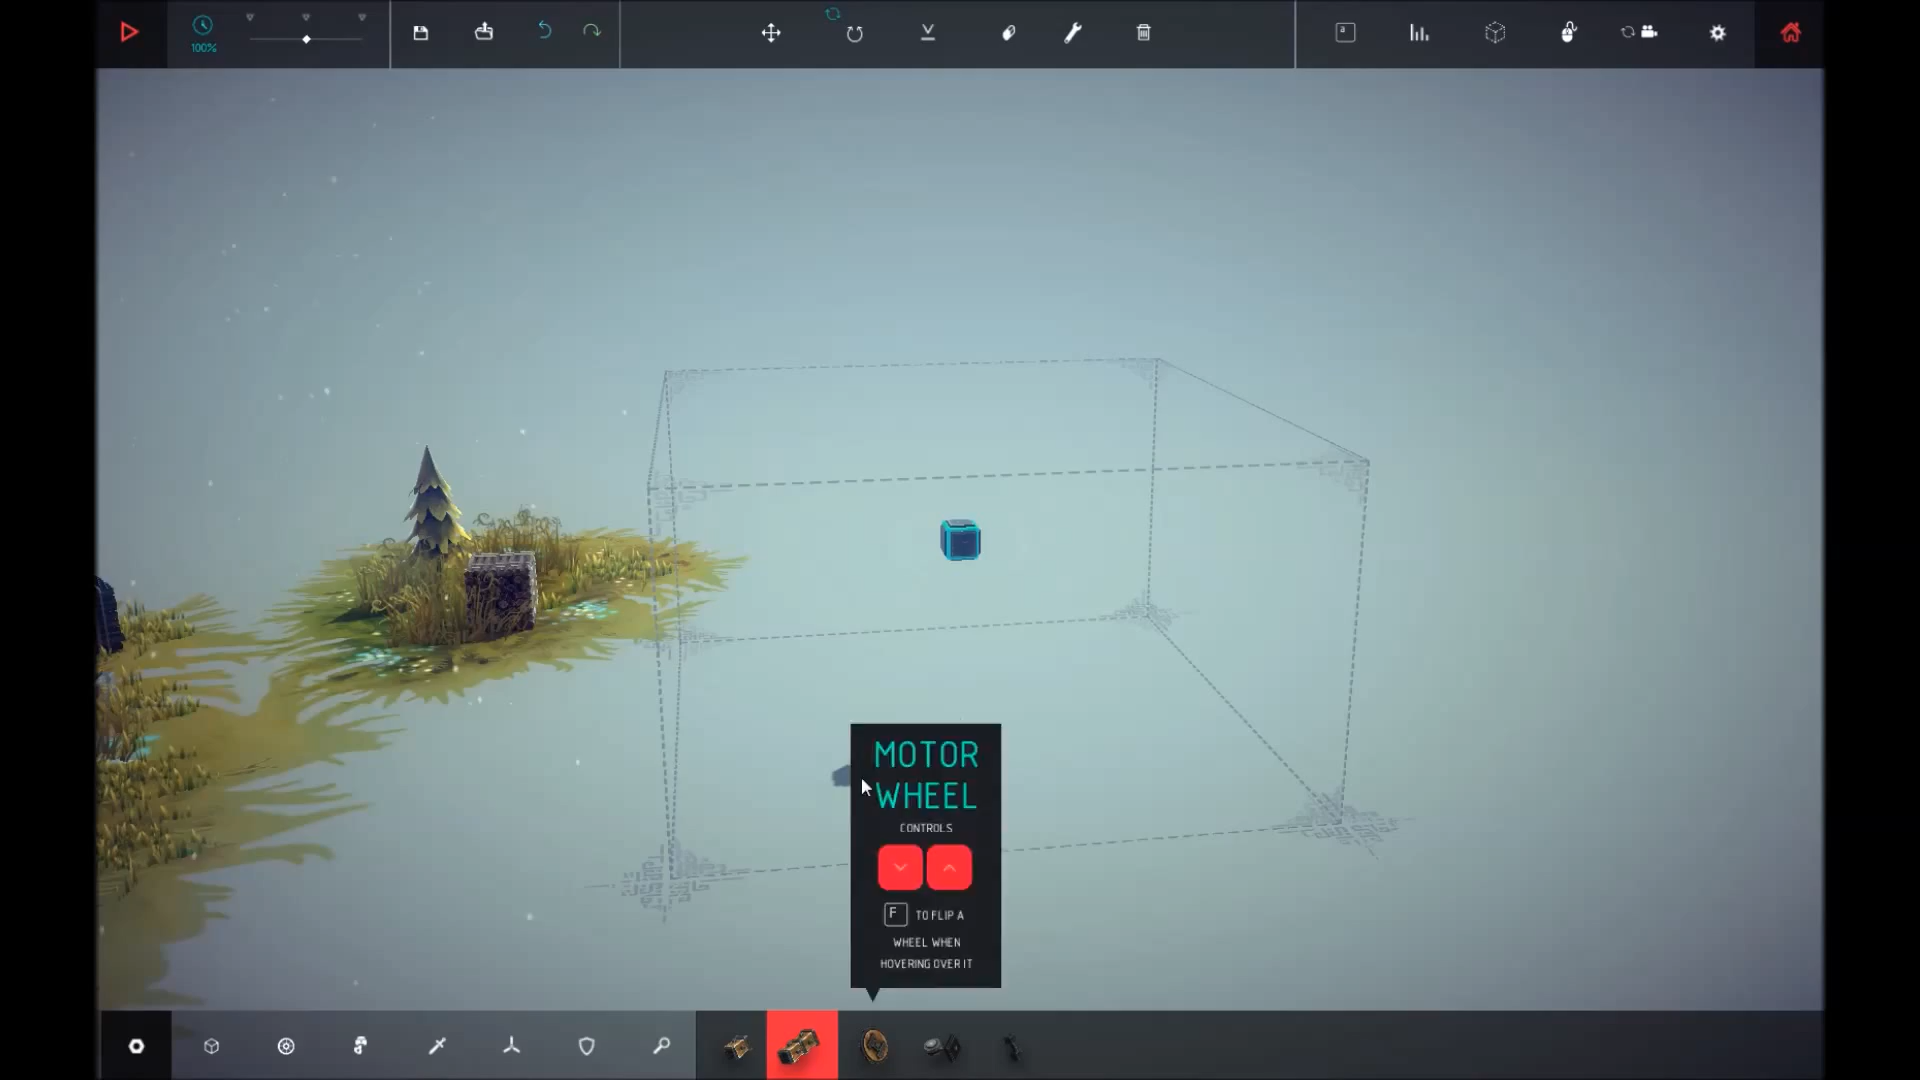 100%
a
MOTOR
WHEEL
CONTROLS
F TO FLIP A
WHEEL WHEN
HOVERING OVER IT